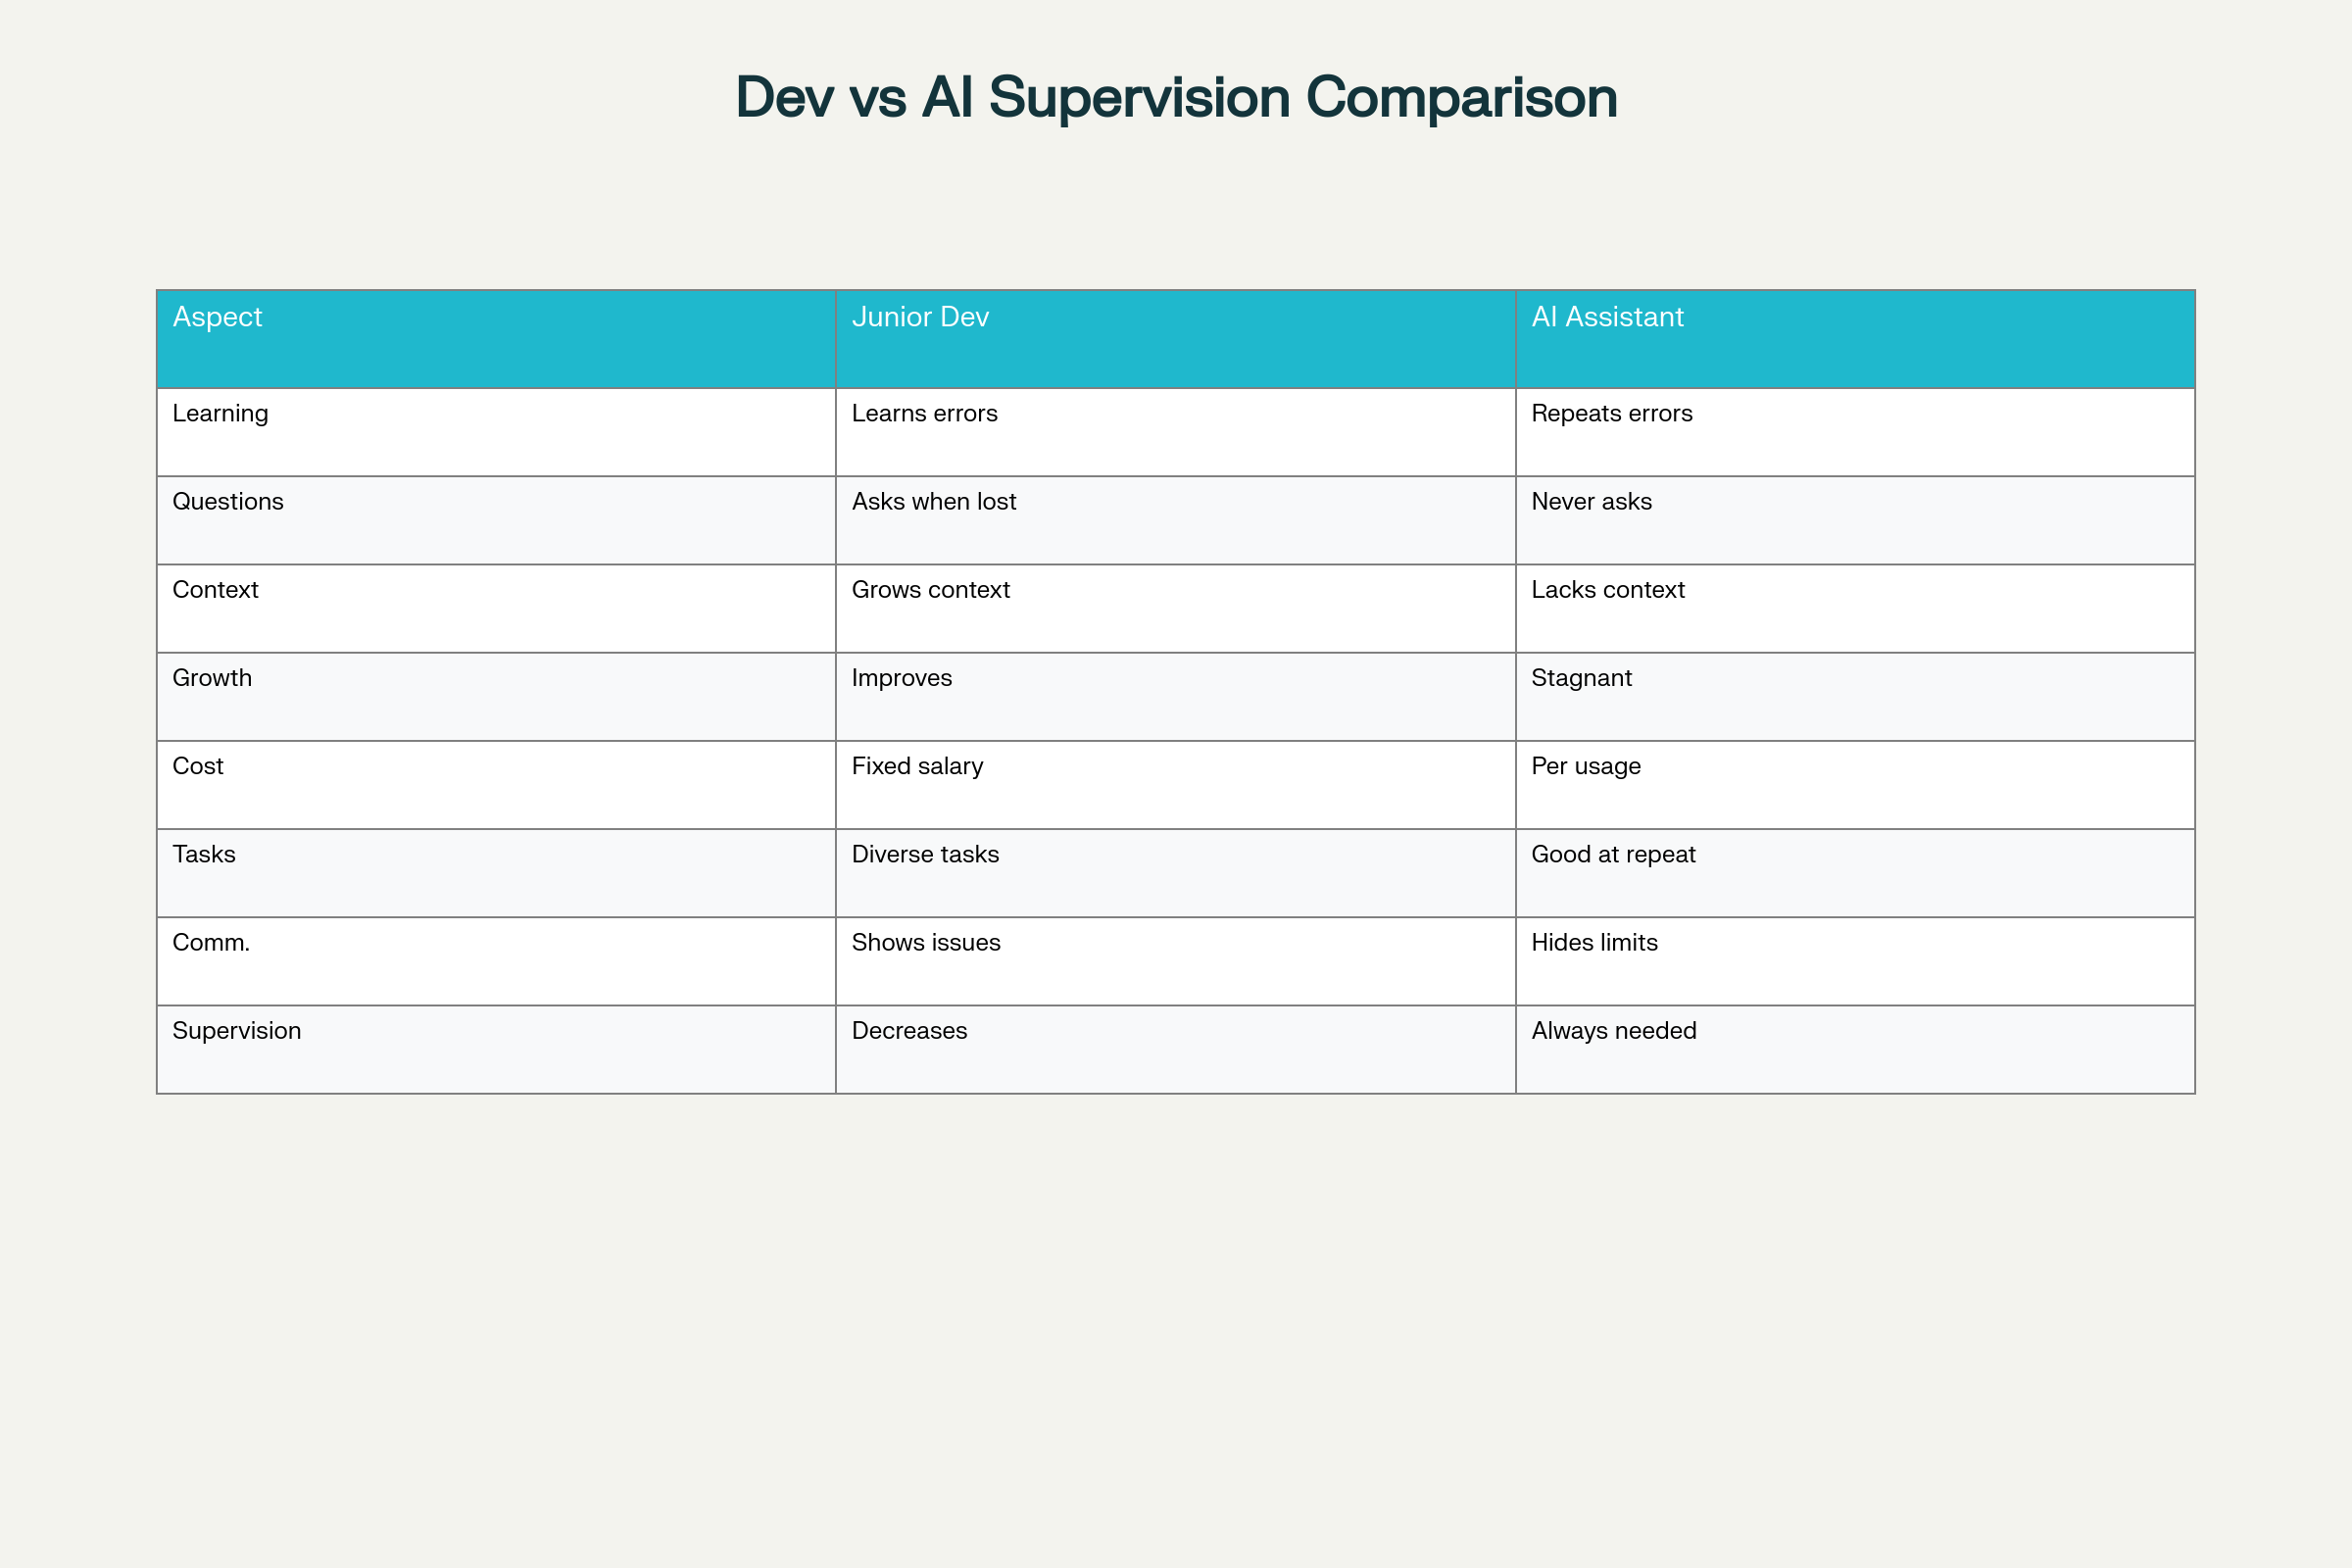 Dev vs AI Supervision Comparison
Aspect Junior Dev AI Assistant
Learning Learns errors Repeats errors
Questions Asks when lost Never asks
Context Grows context Lacks context
Growth Improves Stagnant
Cost Fixed salary Per usage
Tasks Diverse tasks Good at repeat
Comm. Shows issues Hides limits
Supervision Decreases Always needed